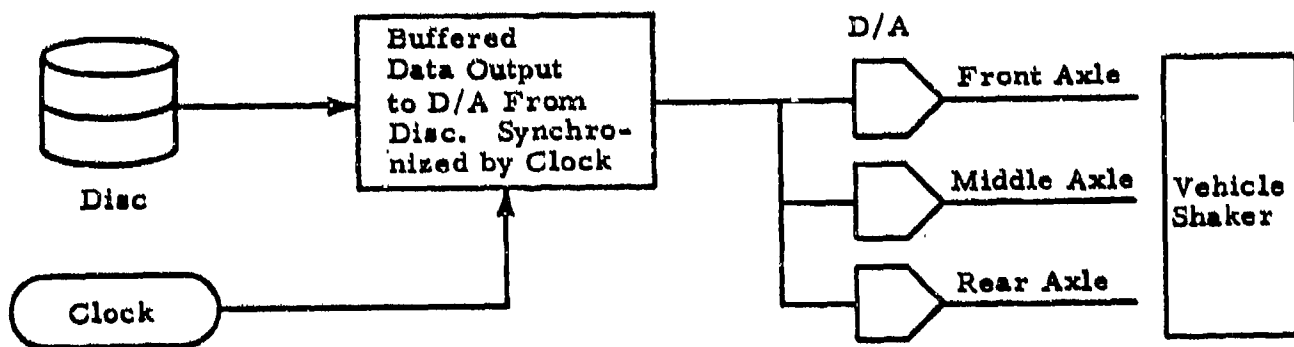 Buffered
Data Output
to D/A From
Disc. Synchro-
nized by Clock
D/A
Front Axle
Middle Axle
Rear Axle
Vehicle
Shaker
Disc
Clock